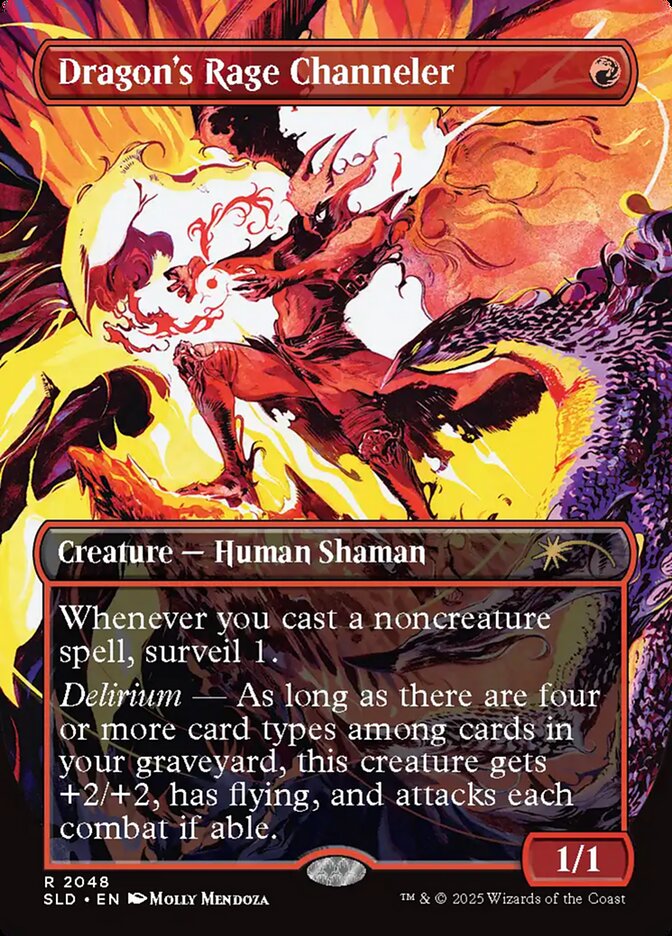 Dragon's Rage Channeler
Creature — Human Shaman
Whenever you cast a noncreature
spell, surveil 1.
Delirium — As long as there are four
or more card types among cards in
your graveyard, this creature gets
+2/+2, has flying, and attacks each
combat if able.
1/1
R 2048
SLD • EN Molly Mendoza
™ & © 2025 Wizards of the Coast